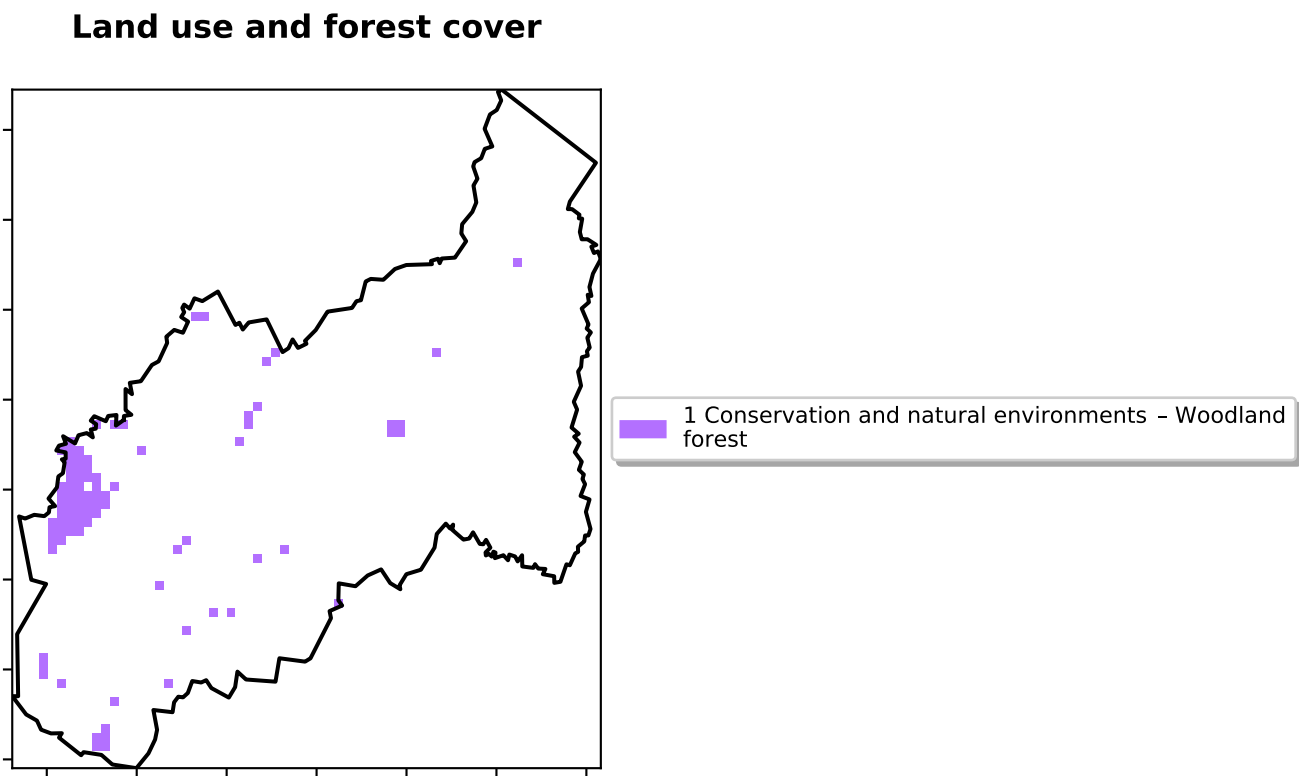 Land use and forest cover
1 Conservation and natural environments – Woodland
forest